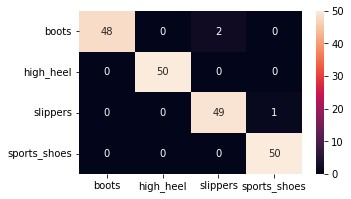 boots 48 0 2 0
high_heel 0 50 0 0
slippers 0 0 49 1
sports_shoes 0 0 0 50
boots high_heel slippers sports_shoes
50
40
30
20
10
0